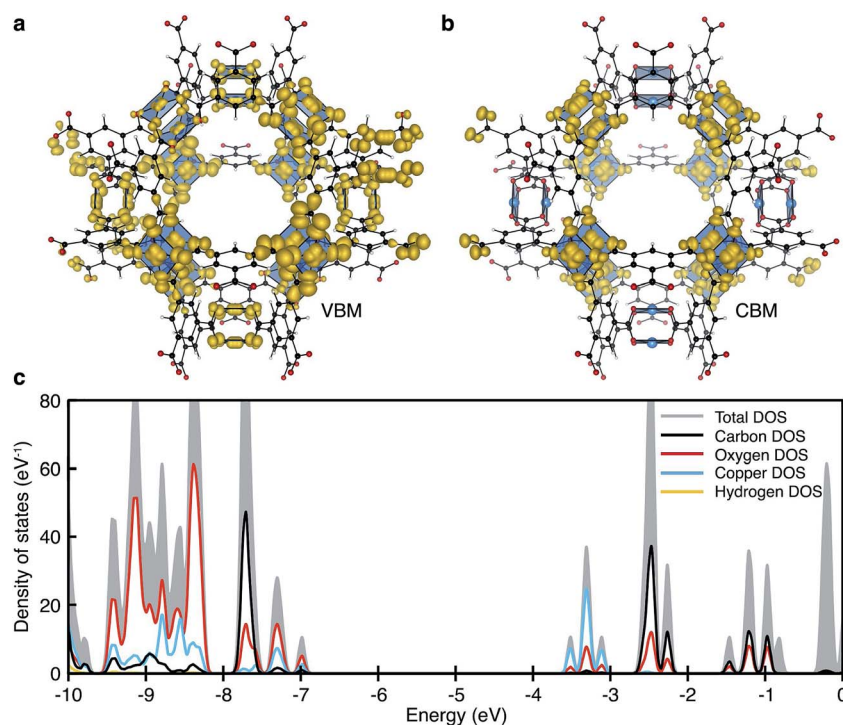 a
b
VBM
CBM
c
80
60
40
20
0
Density of states (eV⁻¹)
Total DOS
Carbon DOS
Oxygen DOS
Copper DOS
Hydrogen DOS
-10
-9
-8
-7
-6
-5
-4
-3
-2
-1
0
Energy (eV)